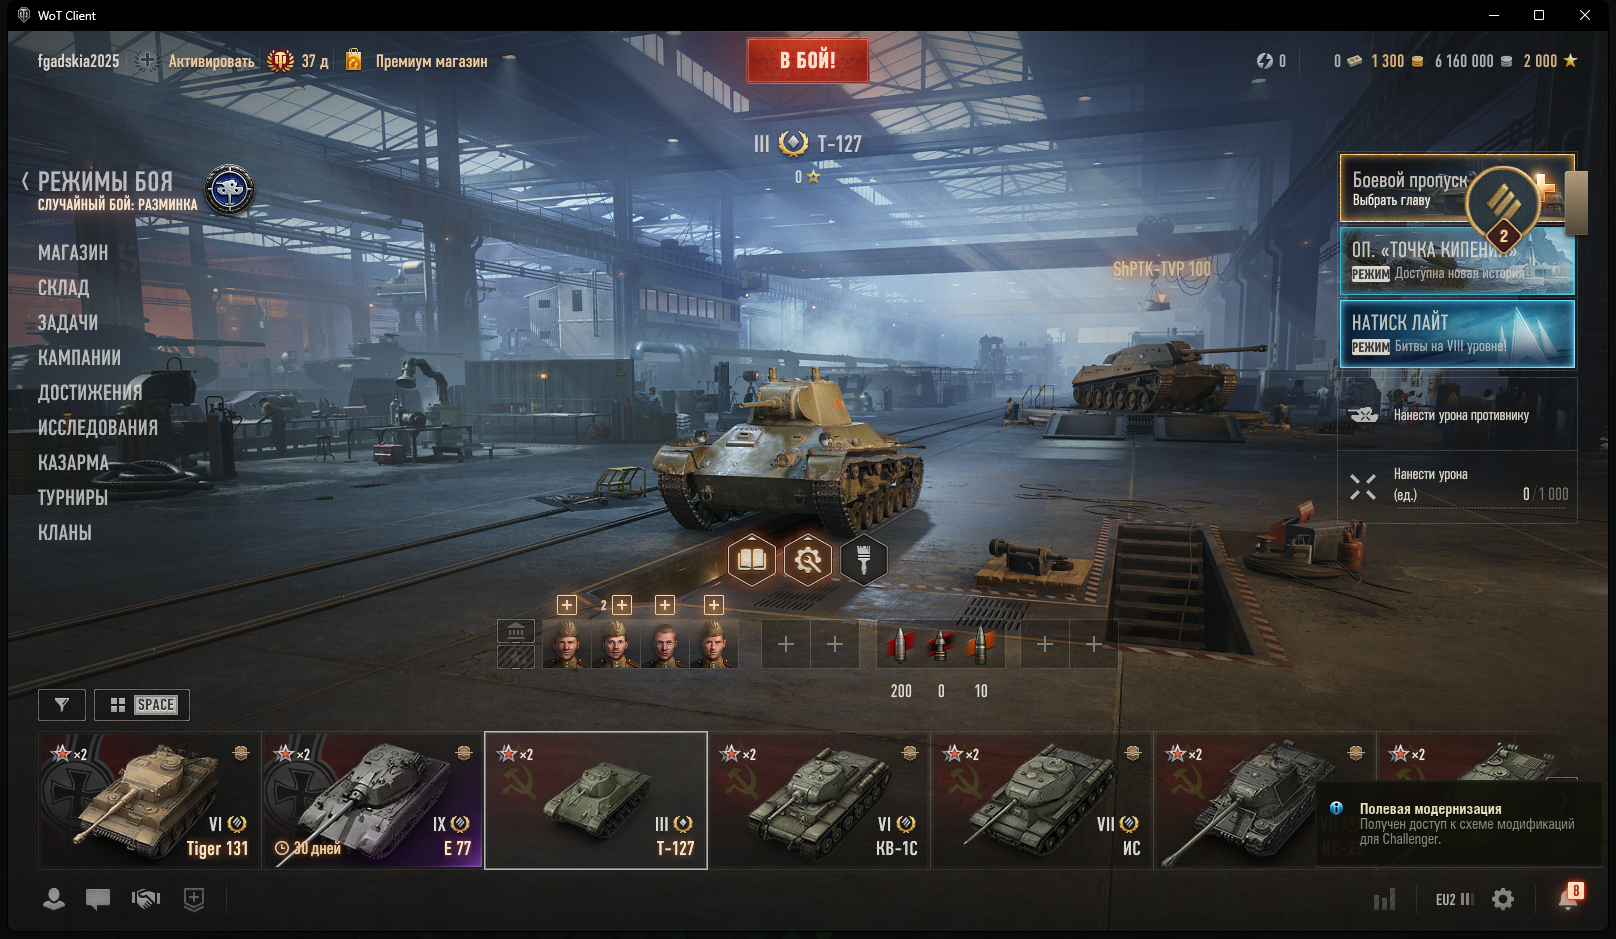 WoT Client
fgadskia2025
Активировать
37 д
Премиум магазин
В БОЙ!
0
0
1 300
6 160 000
2 000
III Т-127
0
РЕЖИМЫ БОЯ
СЛУЧАЙНЫЙ БОЙ: РАЗМИНКА
МАГАЗИН
СКЛАД
ЗАДАЧИ
КАМПАНИИ
ДОСТИЖЕНИЯ
ИССЛЕДОВАНИЯ
КАЗАРМА
ТУРНИРЫ
КЛАНЫ
ShPTK-TVP 100
Боевой пропуск
Выбрать главу
2
ОП. «ТОЧКА КИПЕНИЯ»
РЕЖИМ Доступна новая история
НАТИСК ЛАЙТ
РЕЖИМ Битвы на VIII уровне!
Нанести урона противнику
Нанести урона
(ед.)
0/1 000
2
200
0
10
SPACE
×2
VI
Tiger 131
×2
IX
30 дней
E 77
×2
III
Т-127
×2
VI
КВ-1С
×2
VII
ИС
×2
×2
Полевая модернизация
Получен доступ к схеме модификаций
для Challenger.
EU2
8